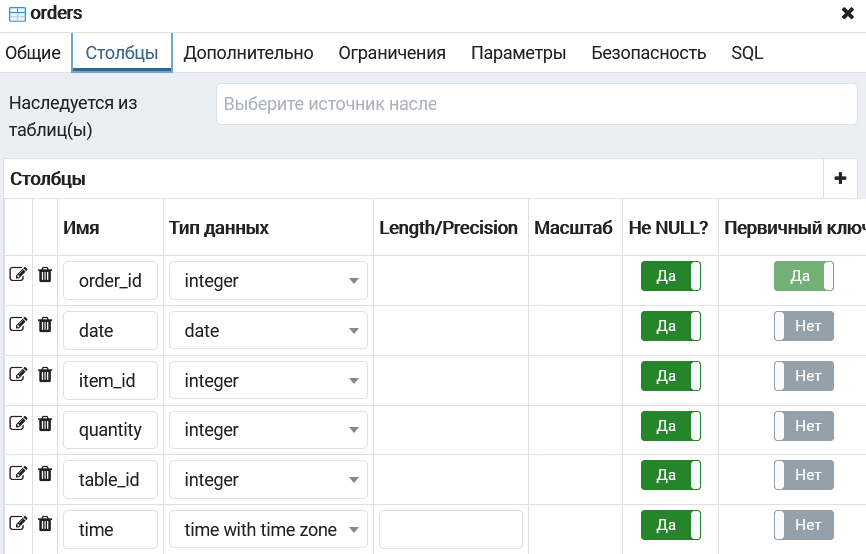 orders
Общие Столбцы Дополнительно Ограничения Параметры Безопасность SQL
Наследуется из
таблиц(ы)
Выберите источник насле
Столбцы
Имя Тип данных Length/Precision Масштаб Не NULL? Первичный ключ
order_id integer Да Да
date date Да Нет
item_id integer Да Нет
quantity integer Да Нет
table_id integer Да Нет
time time with time zone Да Нет